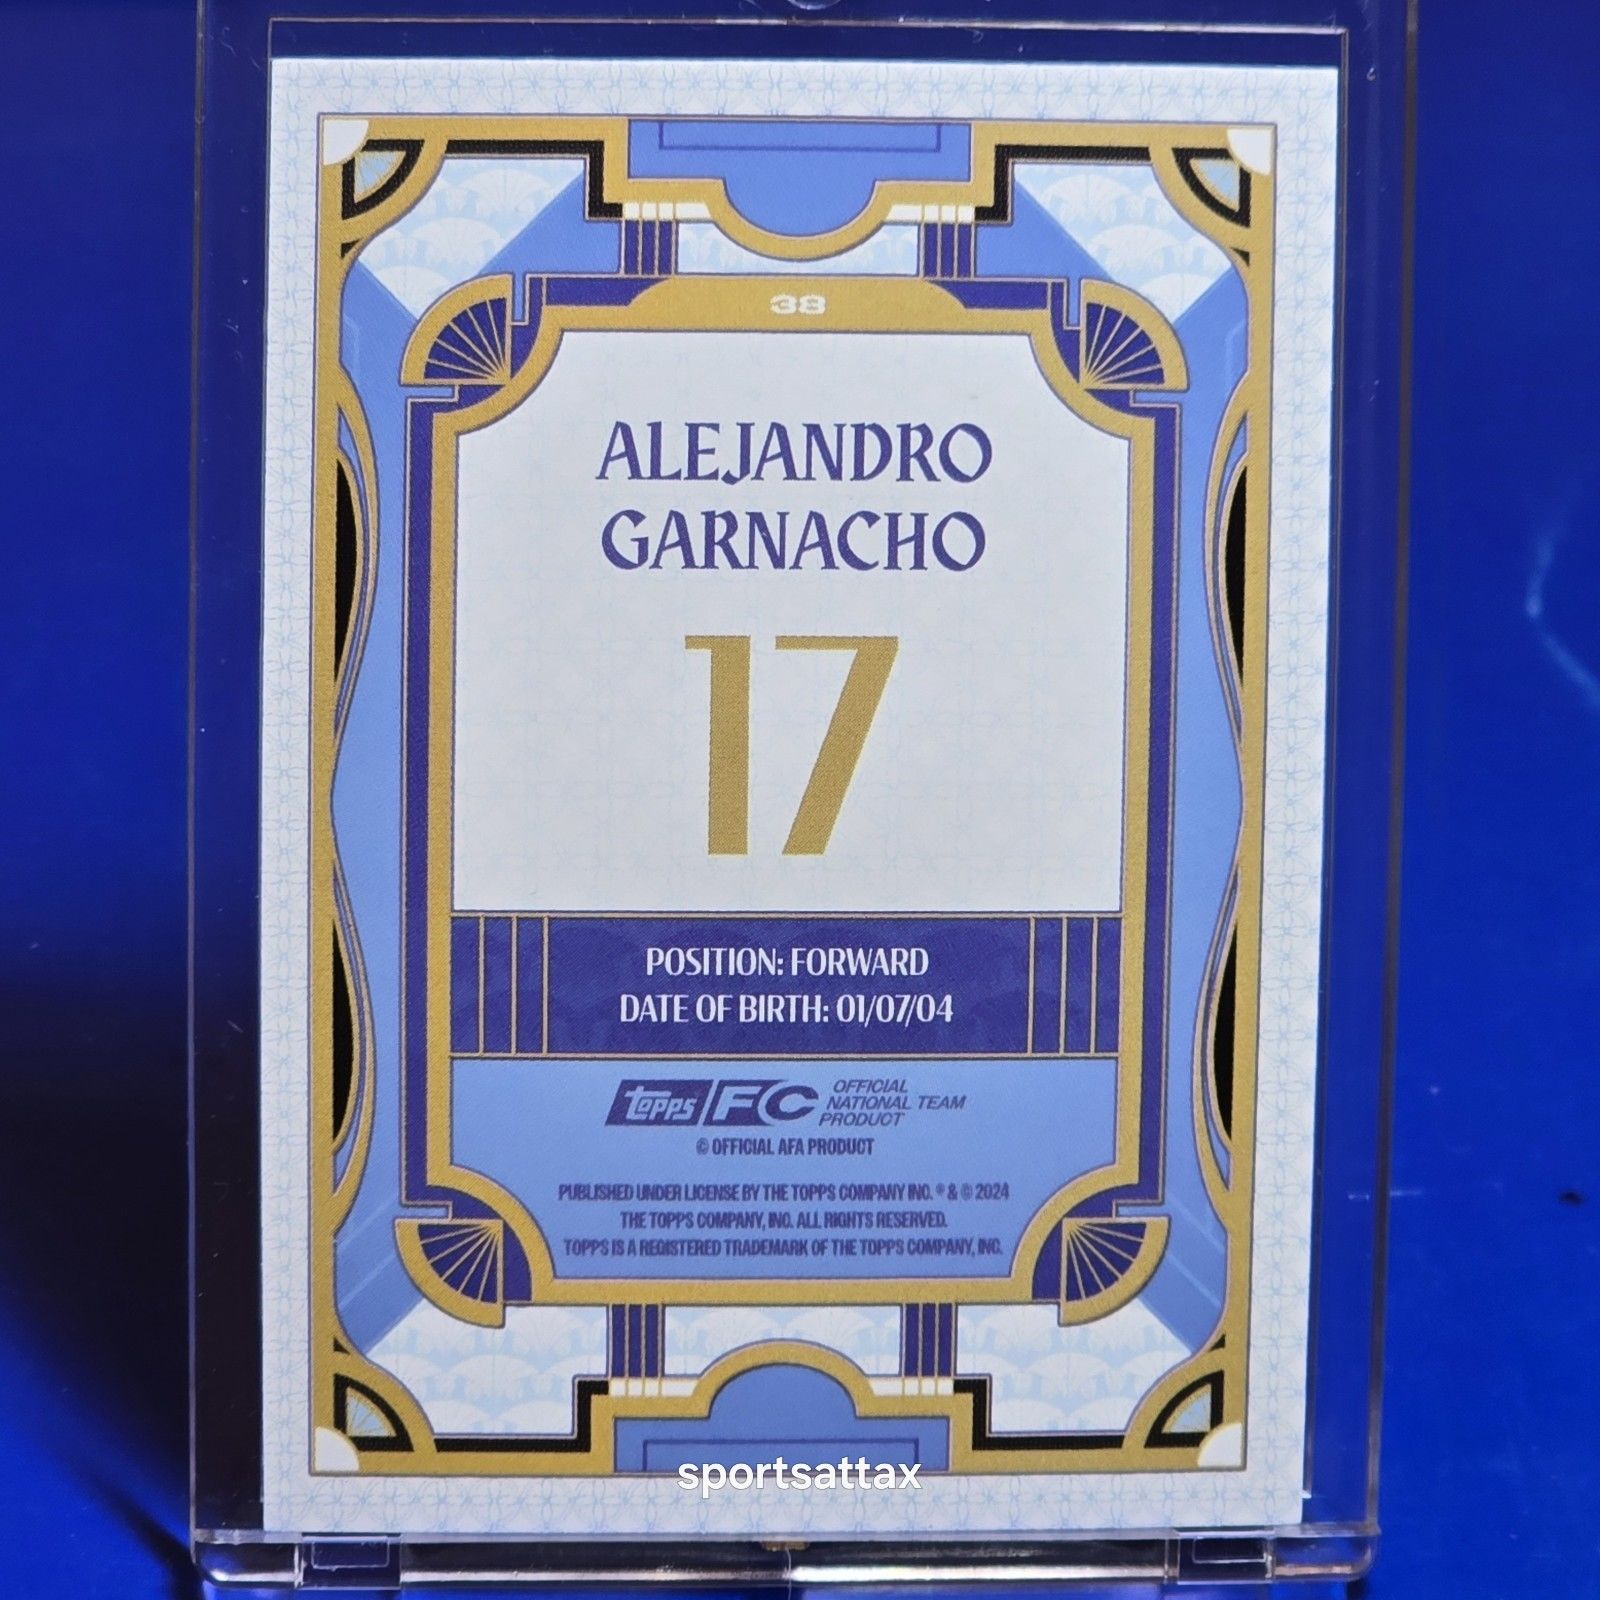 38
ALEJANDRO
GARNACHO
17
POSITION: FORWARD
DATE OF BIRTH: 01/07/04
topps FC OFFICIAL
NATIONAL TEAM
PRODUCT
© OFFICIAL AFA PRODUCT
PUBLISHED UNDER LICENSE BY THE TOPPS COMPANY INC. ® & © 2024
THE TOPPS COMPANY, INC. ALL RIGHTS RESERVED.
TOPPS IS A REGISTERED TRADEMARK OF THE TOPPS COMPANY, INC.
sportsattax